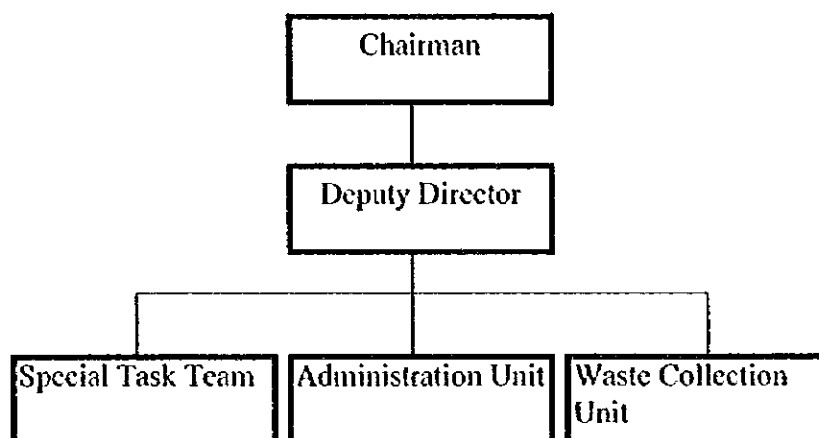 Chairman
Deputy Director
Special Task Team
Administration Unit
Waste Collection
Unit